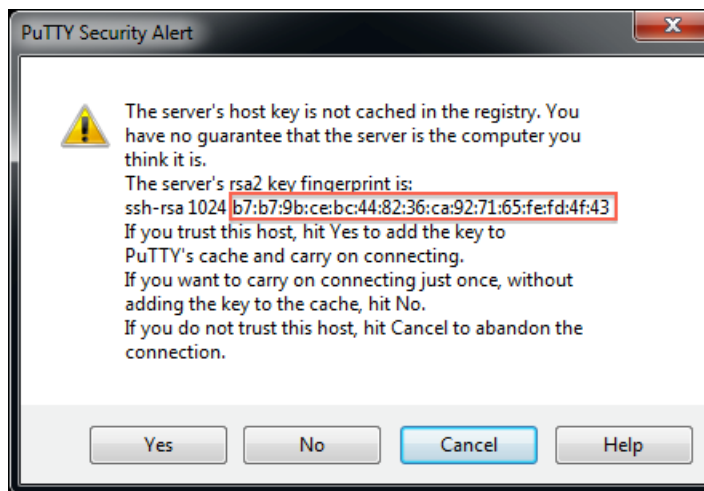 PuTTY Security Alert
The server's host key is not cached in the registry. You
have no guarantee that the server is the computer you
think it is.
The server's rsa2 key fingerprint is:
ssh-rsa 1024 b7:b7:9b:ce:bc:44:82:36:ca:92:71:65:fe:fd:4f:43
If you trust this host, hit Yes to add the key to
PuTTY's cache and carry on connecting.
If you want to carry on connecting just once, without
adding the key to the cache, hit No.
If you do not trust this host, hit Cancel to abandon the
connection.
Yes No Cancel Help